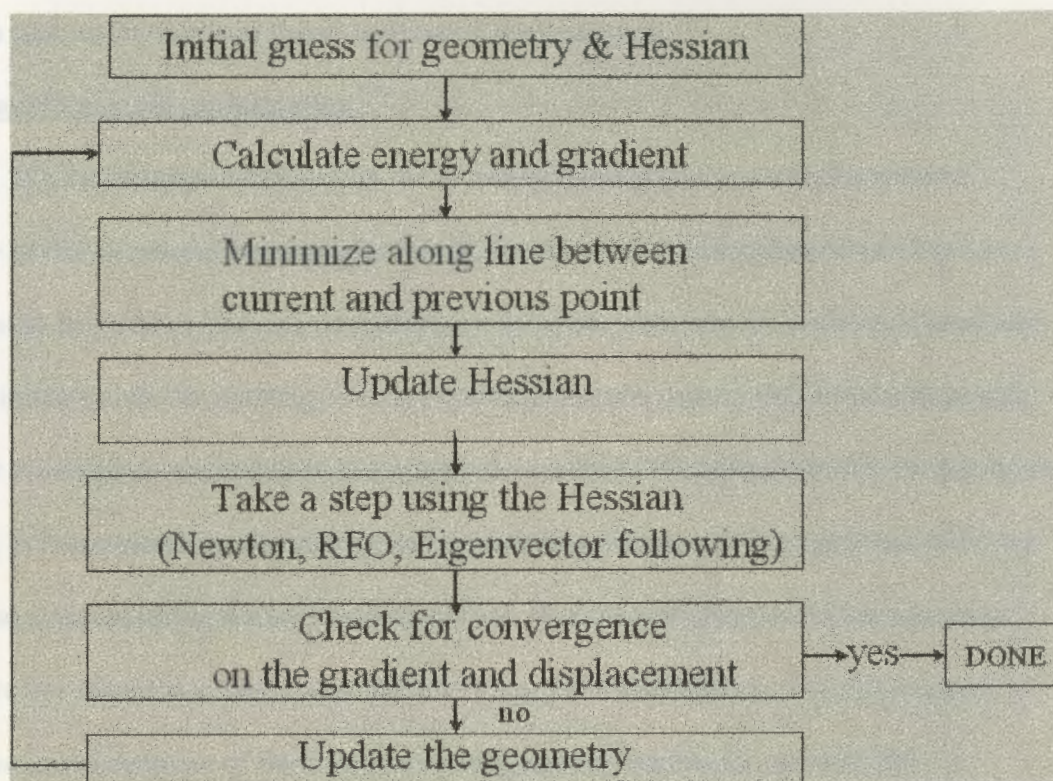 Initial guess for geometry & Hessian
Calculate energy and gradient
Minimize along line between
current and previous point
Update Hessian
Take a step using the Hessian
(Newton, RFO, Eigenvector following)
Check for convergence
on the gradient and displacement
yes
DONE
no
Update the geometry